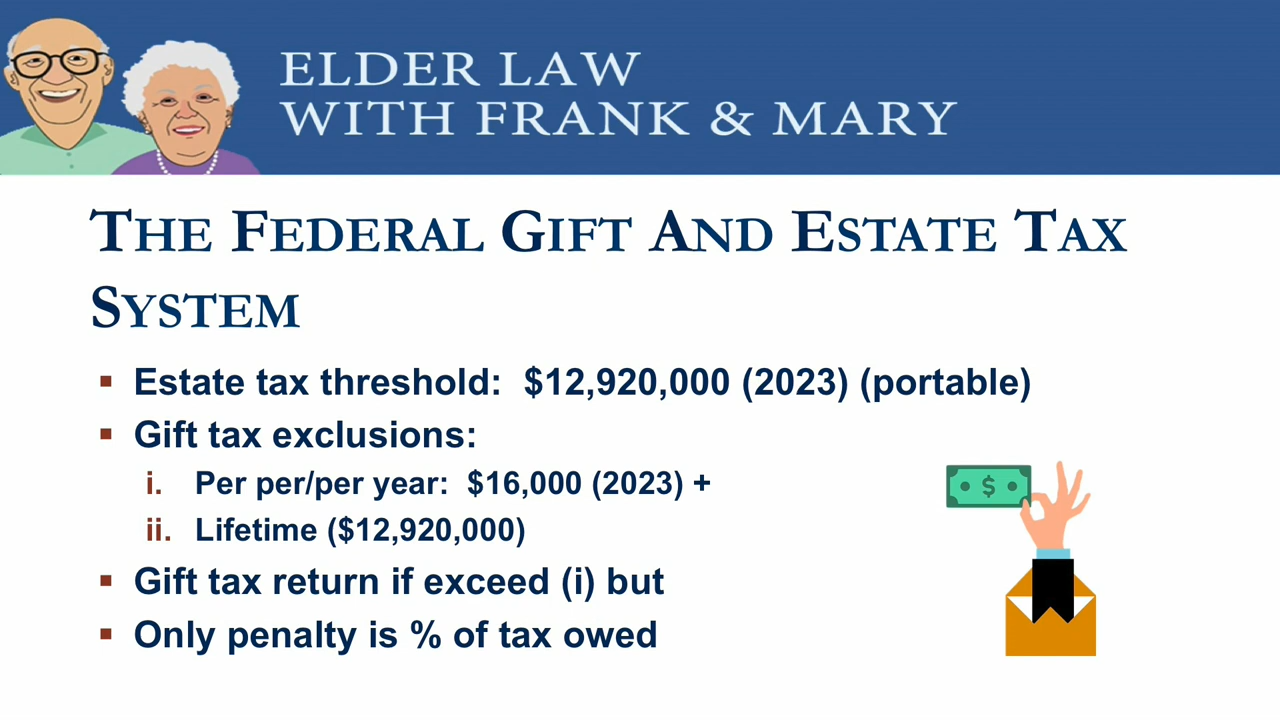 ELDER LAW
WITH FRANK & MARY
THE FEDERAL GIFT AND ESTATE TAX
SYSTEM
▪ Estate tax threshold: $12,920,000 (2023) (portable)
▪ Gift tax exclusions:
i. Per per/per year: $16,000 (2023) +
ii. Lifetime ($12,920,000)
▪ Gift tax return if exceed (i) but
▪ Only penalty is % of tax owed
$